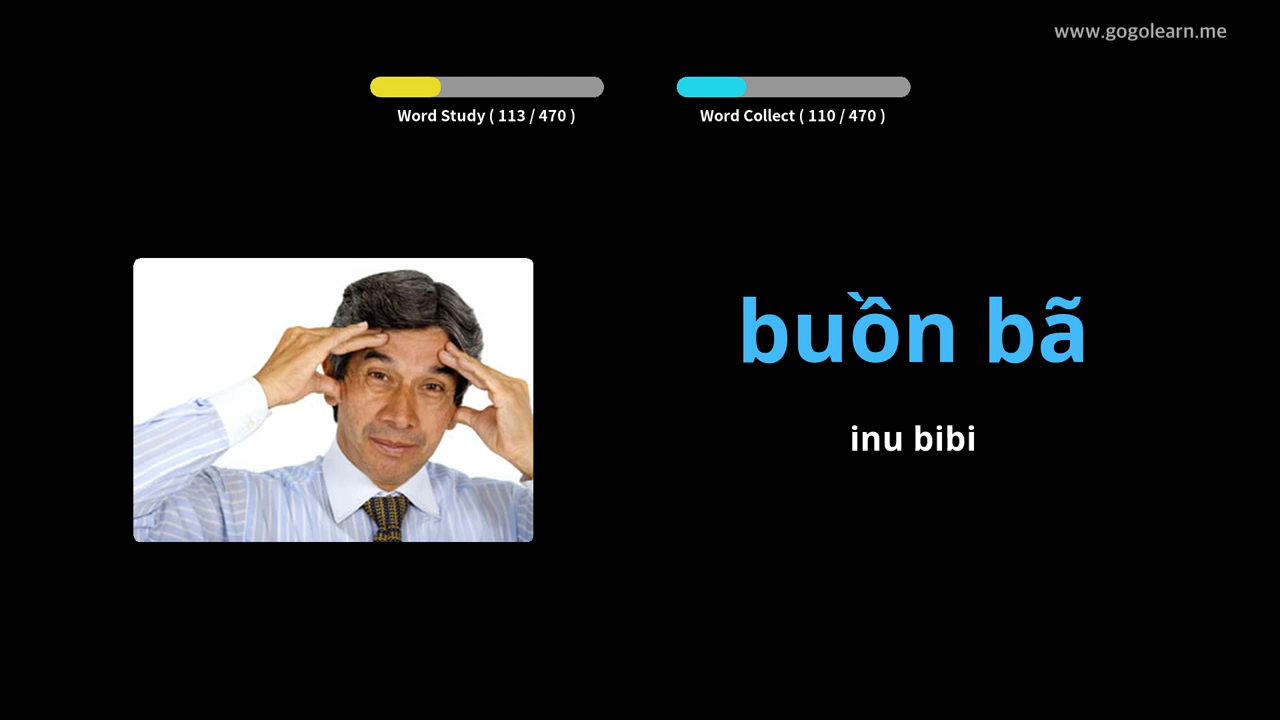 www.gogolearn.me
Word Study ( 113 / 470 )
Word Collect ( 110 / 470 )
buồn bã
inu bibi